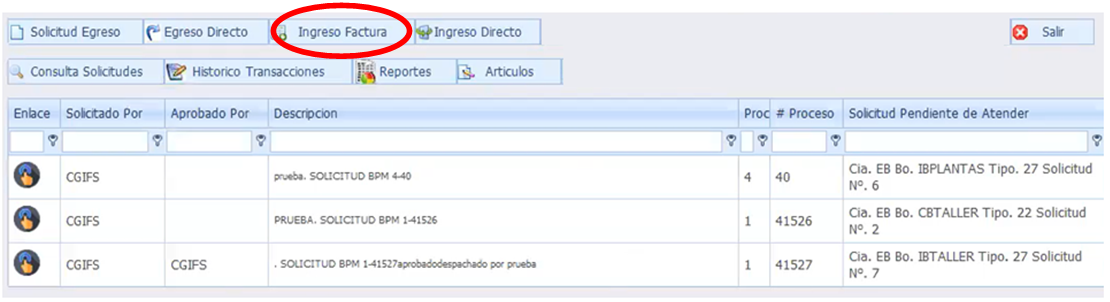 Solicitud Egreso Egreso Directo Ingreso Factura Ingreso Directo Salir
Consulta Solicitudes Historico Transacciones Reportes Articulos
Enlace Solicitado Por Aprobado Por Descripcion Proc # Proceso Solicitud Pendiente de Atender
CGIFS prueba. SOLICITUD BPM 4-40 4 40 Cia. EB Bo. IBPLANTAS Tipo. 27 Solicitud
Nº. 6
CGIFS PRUEBA. SOLICITUD BPM 1-41526 1 41526 Cia. EB Bo. CBTALLER Tipo. 22 Solicitud
Nº. 2
CGIFS CGIFS . SOLICITUD BPM 1-41527aprobadodespachado por prueba 1 41527 Cia. EB Bo. IBTALLER Tipo. 27 Solicitud
Nº. 7